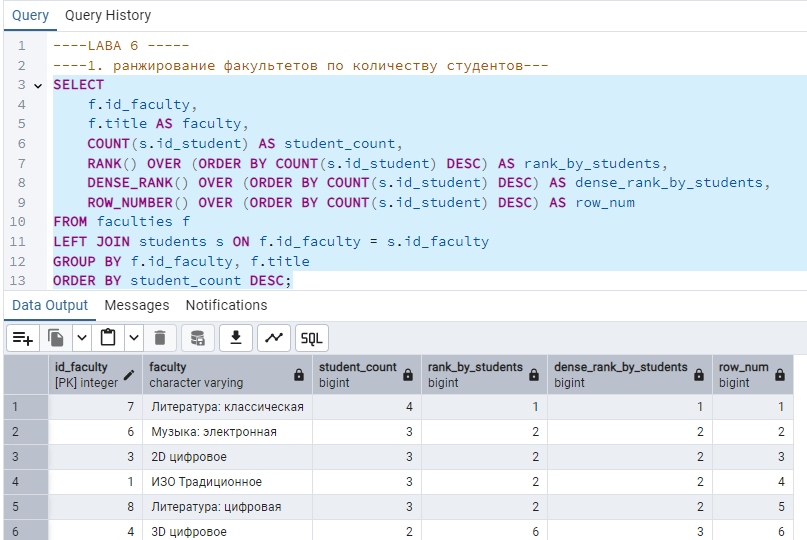 Query Query History
1 ----LABA 6 -----
2 ----1. ранжирование факультетов по количеству студентов---
3 SELECT
4 f.id_faculty,
5 f.title AS faculty,
6 COUNT(s.id_student) AS student_count,
7 RANK() OVER (ORDER BY COUNT(s.id_student) DESC) AS rank_by_students,
8 DENSE_RANK() OVER (ORDER BY COUNT(s.id_student) DESC) AS dense_rank_by_students,
9 ROW_NUMBER() OVER (ORDER BY COUNT(s.id_student) DESC) AS row_num
10 FROM faculties f
11 LEFT JOIN students s ON f.id_faculty = s.id_faculty
12 GROUP BY f.id_faculty, f.title
13 ORDER BY student_count DESC;
Data Output Messages Notifications
SQL
id_faculty faculty student_count rank_by_students dense_rank_by_students row_num
[PK] integer character varying bigint bigint bigint bigint
1 7 Литература: классическая 4 1 1 1
2 6 Музыка: электронная 3 2 2 2
3 3 2D цифровое 3 2 2 3
4 1 ИЗО Традиционное 3 2 2 4
5 8 Литература: цифровая 3 2 2 5
6 4 3D цифровое 2 6 3 6